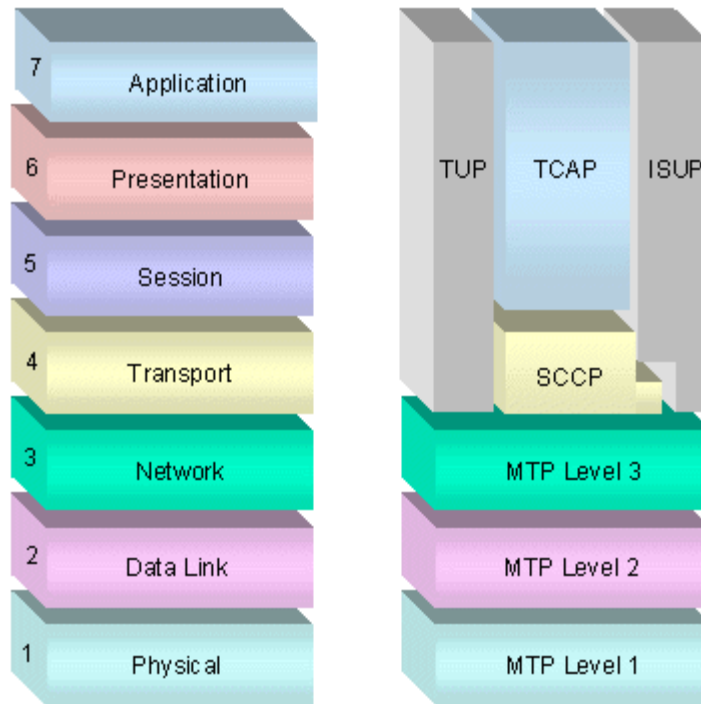 7
Application
6
Presentation
5
Session
4
Transport
3
Network
2
Data Link
1
Physical
TUP
TCAP
ISUP
SCCP
MTP Level 3
MTP Level 2
MTP Level 1